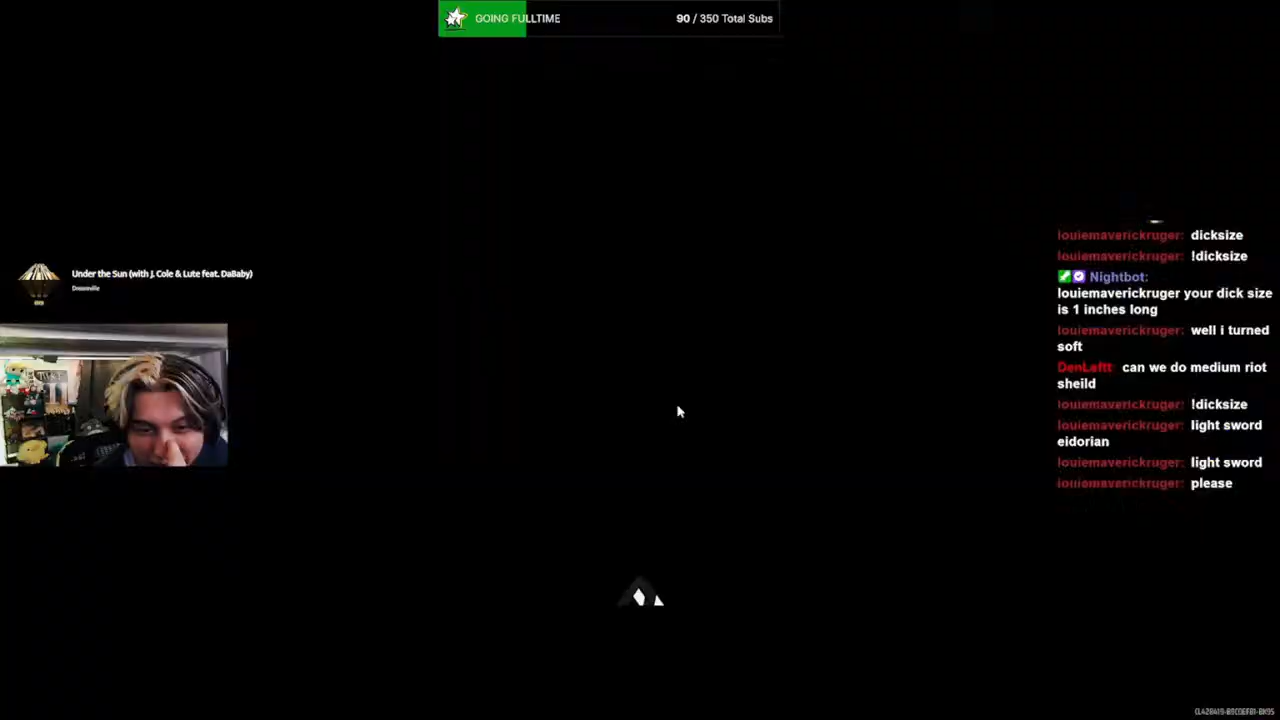 GOING FULLTIME
90 / 350 Total Subs
Under the Sun (with J. Cole & Lute feat. DaBaby)
Dreamville
louiemaverickruger: dicksize
louiemaverickruger: !dicksize
Nightbot:
louiemaverickruger your dick size
is 1 inches long
louiemaverickruger: well i turned
soft
DenLeftt: can we do medium riot
sheild
louiemaverickruger: !dicksize
louiemaverickruger: light sword
eidorian
louiemaverickruger: light sword
louiemaverickruger: please